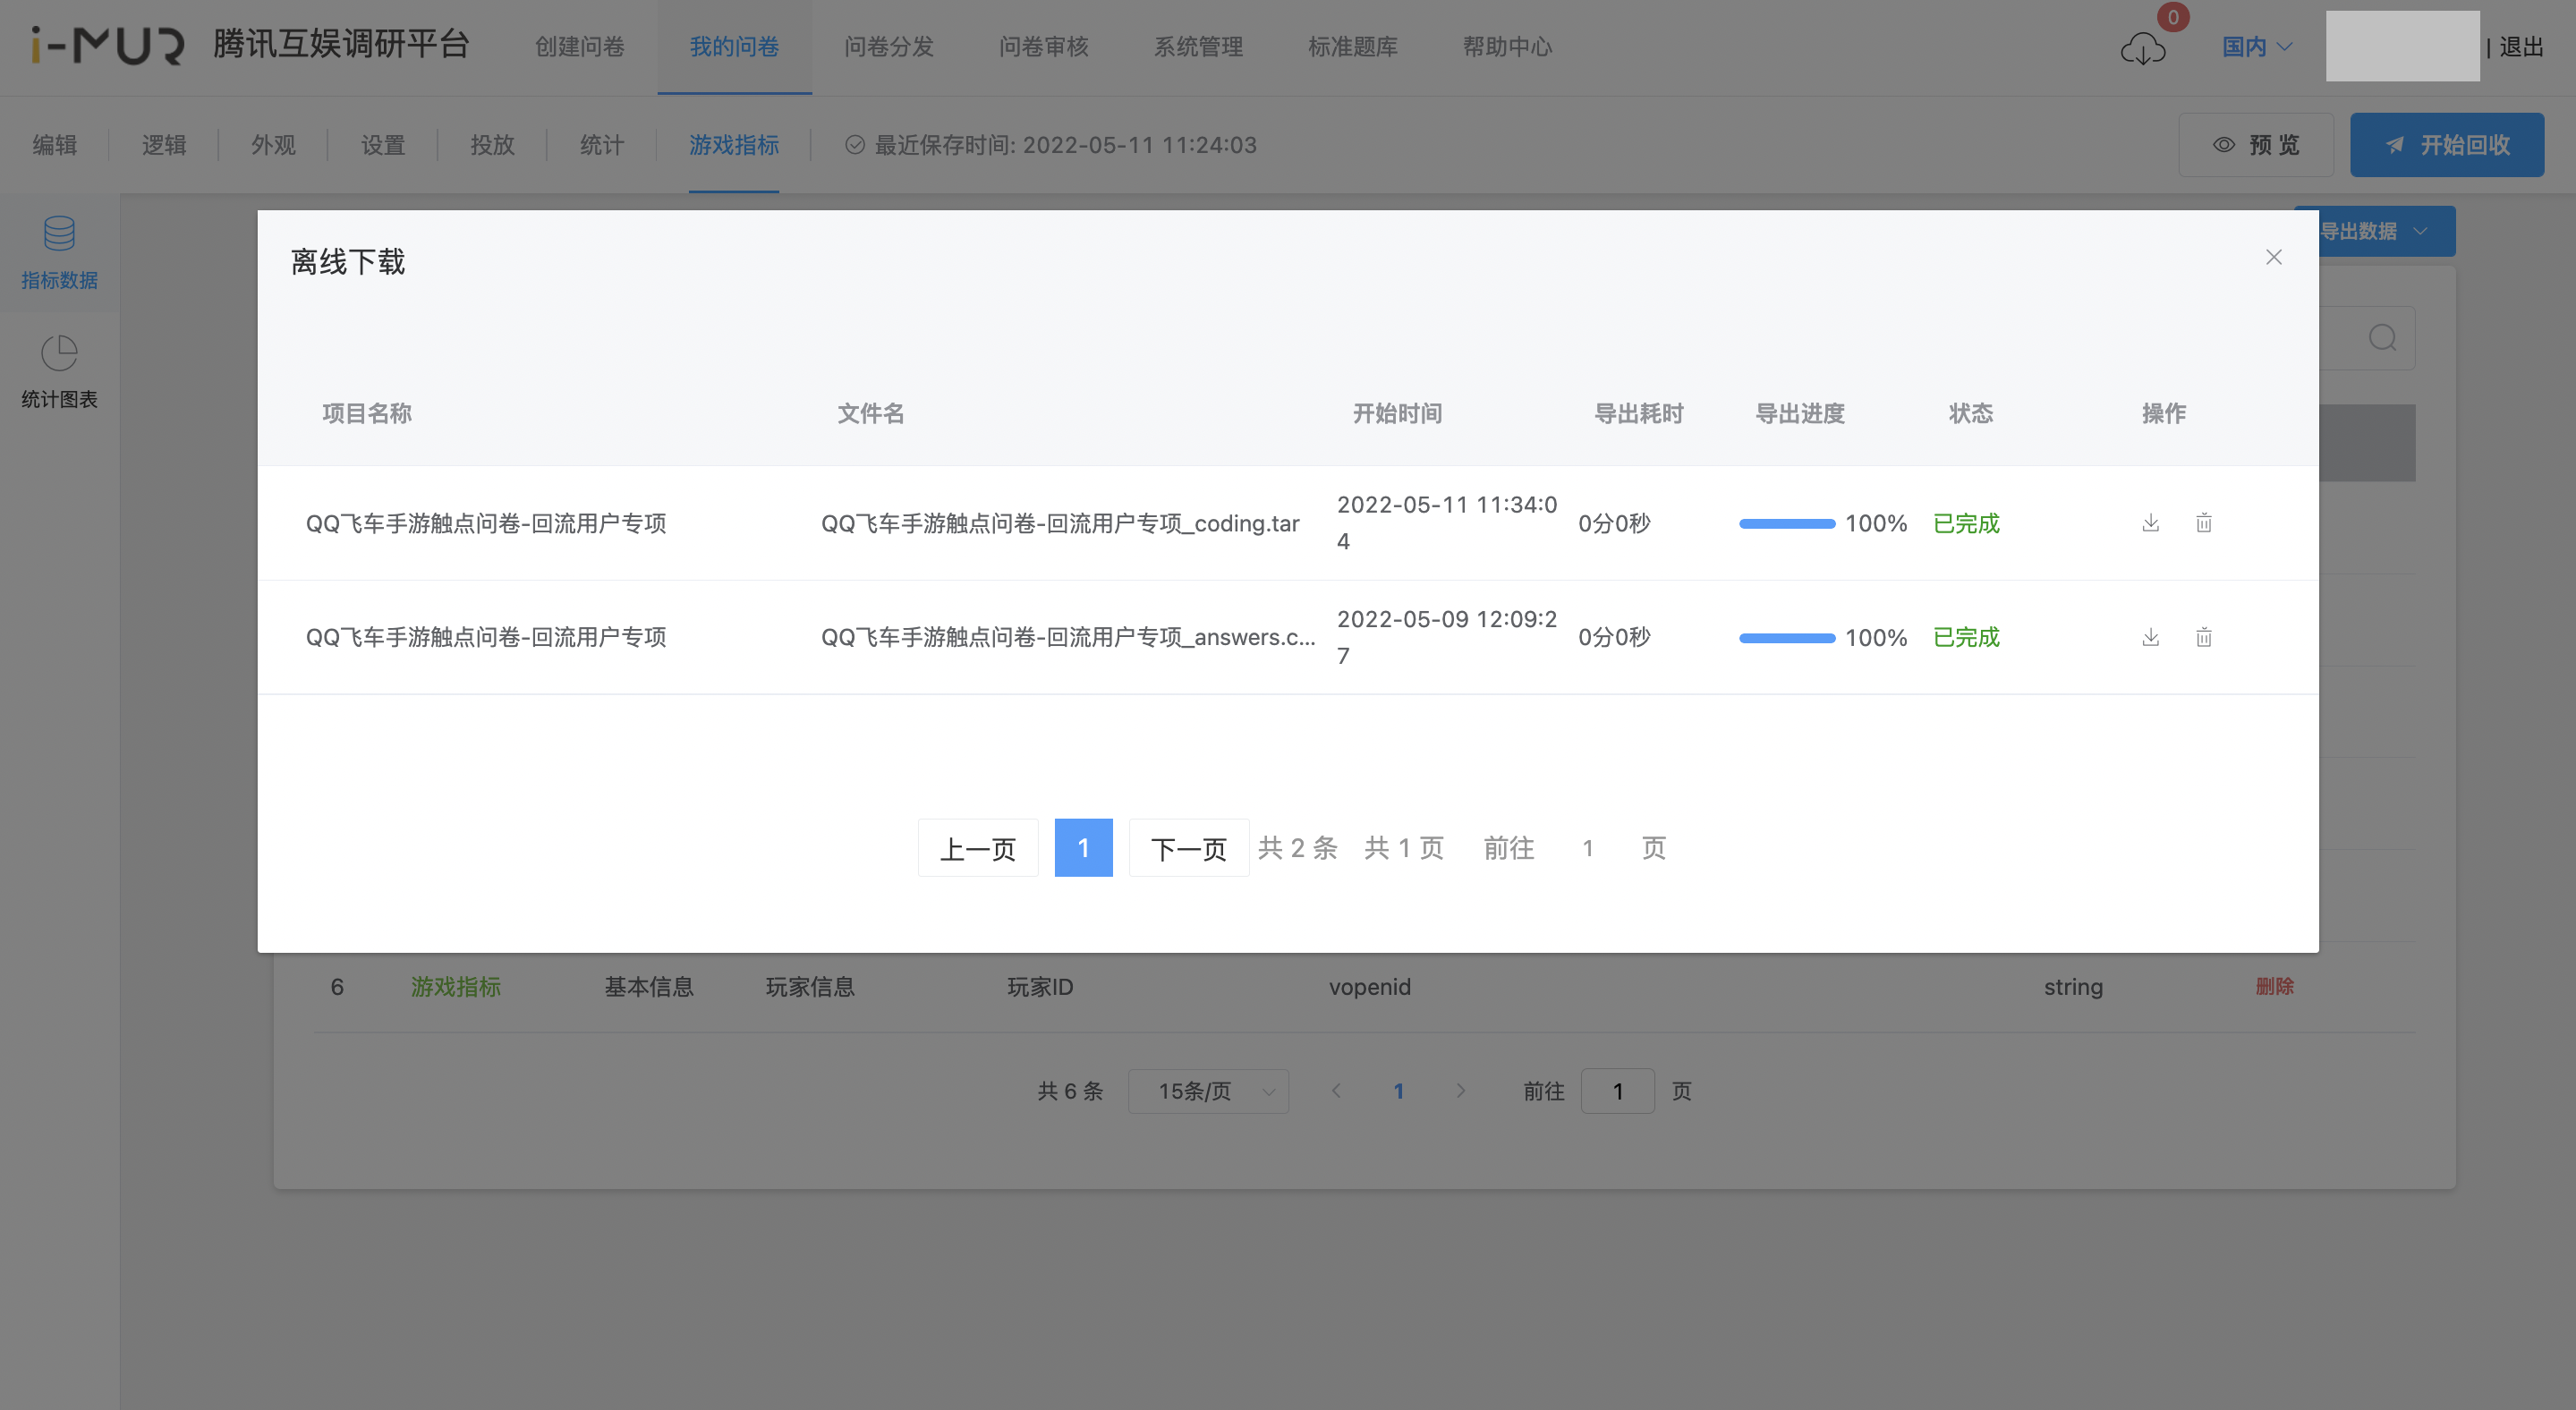 i-MUR 腾讯互娱调研平台 创建问卷 我的问卷 问卷分发 问卷审核 系统管理 标准题库 帮助中心 0 国内 | 退出
编辑 逻辑 外观 设置 投放 统计 游戏指标 最近保存时间: 2022-05-11 11:24:03 预 览 开始回收
指标数据
统计图表
导出数据
离线下载
项目名称 文件名 开始时间 导出耗时 导出进度 状态 操作
QQ飞车手游触点问卷-回流用户专项 QQ飞车手游触点问卷-回流用户专项_coding.tar 2022-05-11 11:34:0
4 0分0秒 100% 已完成
QQ飞车手游触点问卷-回流用户专项 QQ飞车手游触点问卷-回流用户专项_answers.c... 2022-05-09 12:09:2
7 0分0秒 100% 已完成
上一页 1 下一页 共 2 条 共 1 页 前往 1 页
6 游戏指标 基本信息 玩家信息 玩家ID vopenid string 删除
共 6 条 15条/页 1 前往 1 页